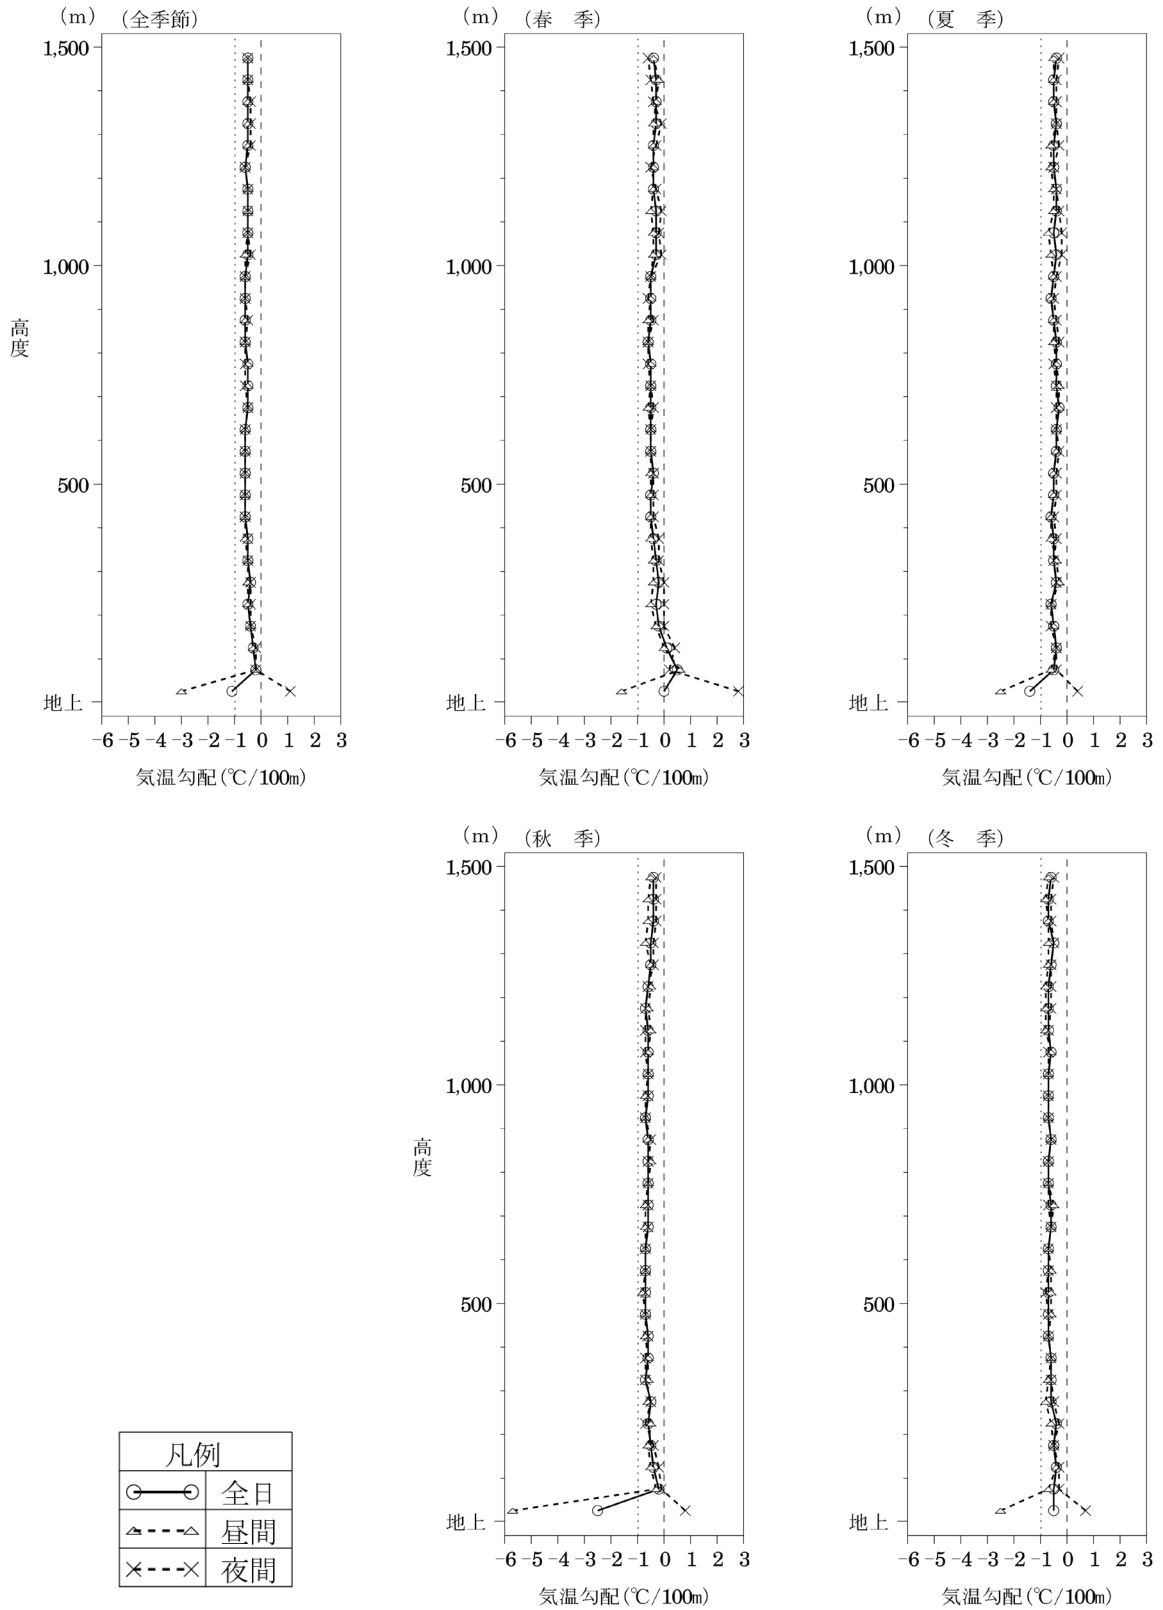 (m) (全季節)
1,500
1,000
500
地上
高度
-6 -5 -4 -3 -2 -1 0 1 2 3
気温勾配(℃/100m)
(m) (春　季)
1,500
1,000
500
地上
-6 -5 -4 -3 -2 -1 0 1 2 3
気温勾配(℃/100m)
(m) (夏　季)
1,500
1,000
500
地上
-6 -5 -4 -3 -2 -1 0 1 2 3
気温勾配(℃/100m)
(m) (秋　季)
1,500
1,000
500
地上
高度
-6 -5 -4 -3 -2 -1 0 1 2 3
気温勾配(℃/100m)
(m) (冬　季)
1,500
1,000
500
地上
-6 -5 -4 -3 -2 -1 0 1 2 3
気温勾配(℃/100m)
凡例
全日
昼間
夜間